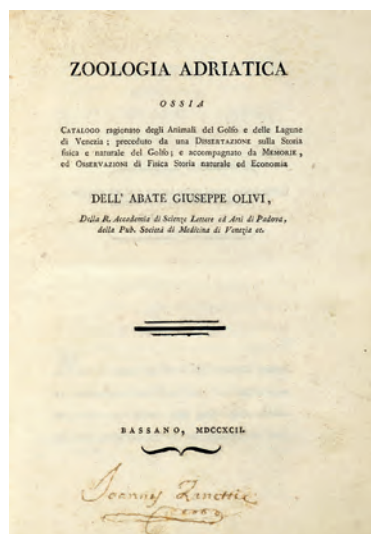 ZOOLOGIA ADRIATICA
OSSIA
CATALOGO ragionato degli Animali del Golfo e delle Lagune
di Venezia; preceduto da una DISSERTAZIONE sulla Storia
fisica e naturale del Golfo; e accompagnato da MEMORIE,
ed OSSERVAZIONI di Fisica Storia naturale ed Economia
DELL' ABATE GIUSEPPE OLIVI,
Della R. Accademia di Scienze Lettere ed Arti di Padova,
della Pub. Società di Medicina di Venezia ec.
BASSANO, MDCCXCII.
Joannes